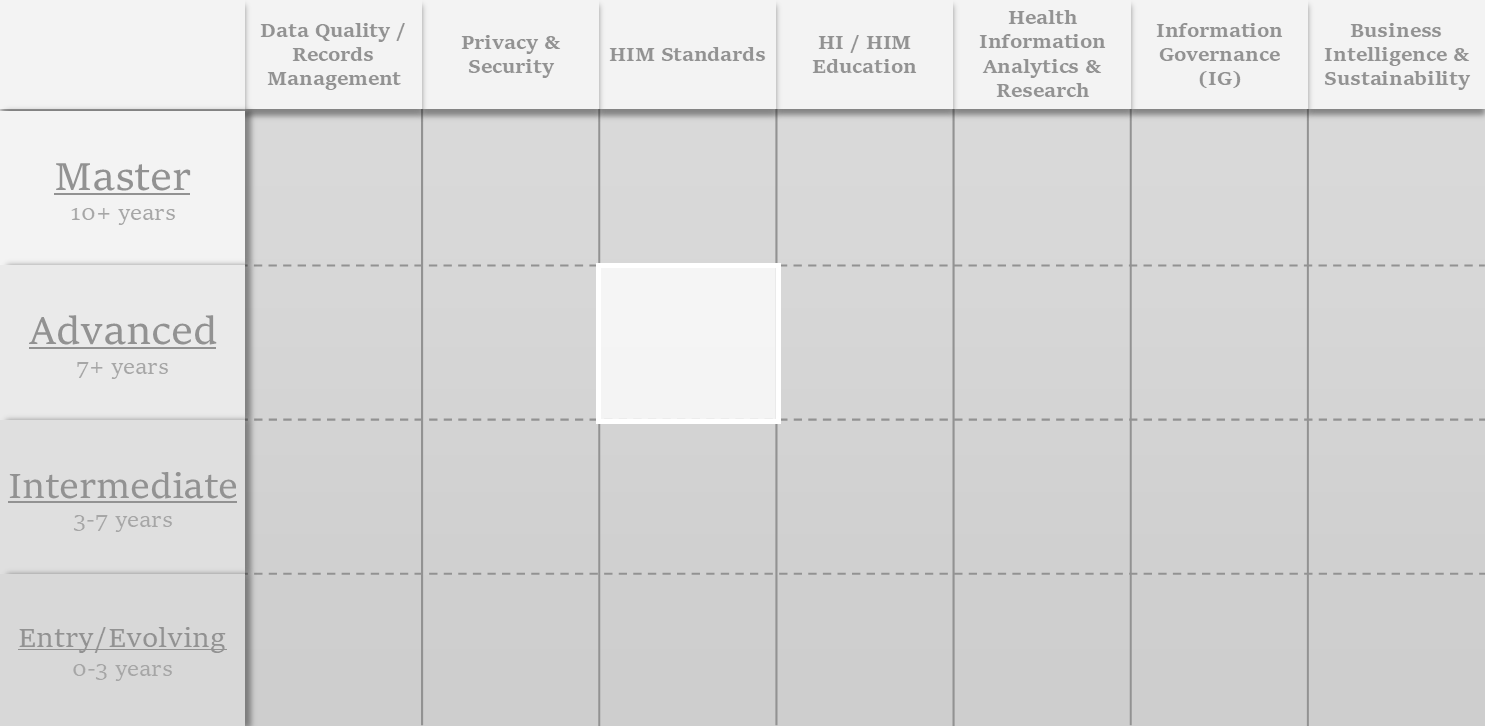 Data Quality /
Records
Management
Privacy &
Security
HIM Standards
HI / HIM
Education
Health
Information
Analytics &
Research
Information
Governance
(IG)
Business
Intelligence &
Sustainability
Master
10+ years
Advanced
7+ years
Intermediate
3-7 years
Entry/Evolving
0-3 years